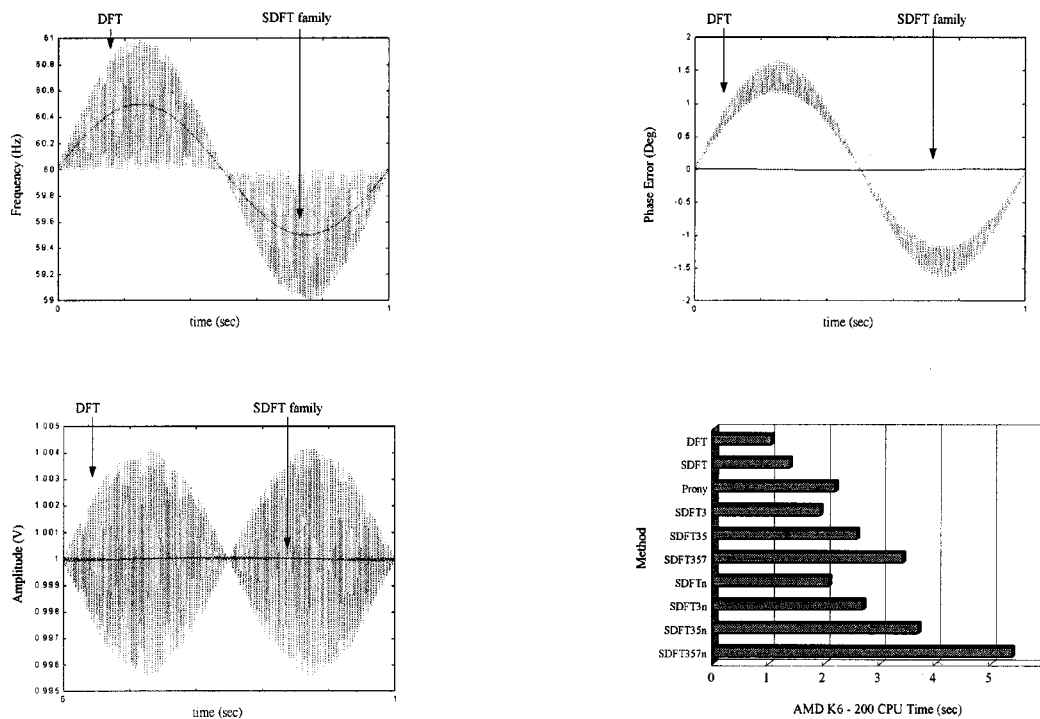 DFT
SDFT family
61
60.8
60.6
60.4
60.2
60
59.8
59.6
59.4
59.2
59
Frequency (Hz)
0
1
time (sec)
DFT
SDFT family
2
1.5
1
0.5
0
-0.5
-1
-1.5
-2
Phase Error (Deg)
0
1
time (sec)
DFT
SDFT family
1.005
1.004
1.003
1.002
1.001
1
0.999
0.998
0.997
0.996
0.995
Amplitude (V)
1
time (sec)
Method
DFT
SDFT
Prony
SDFT3
SDFT35
SDFT357
SDFTn
SDFT3n
SDFT35n
SDFT357n
0 1 2 3 4 5
AMD K6 - 200 CPU Time (sec)